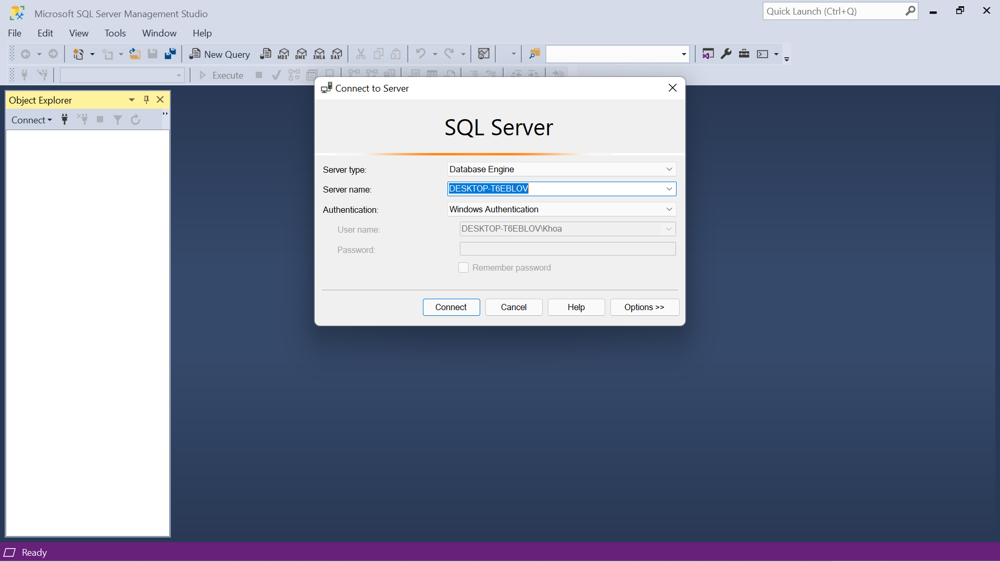 Microsoft SQL Server Management Studio
Quick Launch (Ctrl+Q)
File Edit View Tools Window Help
New Query MDX DMX XMLA DAX
Execute
Object Explorer
Connect
Connect to Server
SQL Server
Server type: Database Engine
Server name: DESKTOP-T6EBLOV
Authentication: Windows Authentication
User name: DESKTOP-T6EBLOV\Khoa
Password:
Remember password
Connect Cancel Help Options >>
Ready